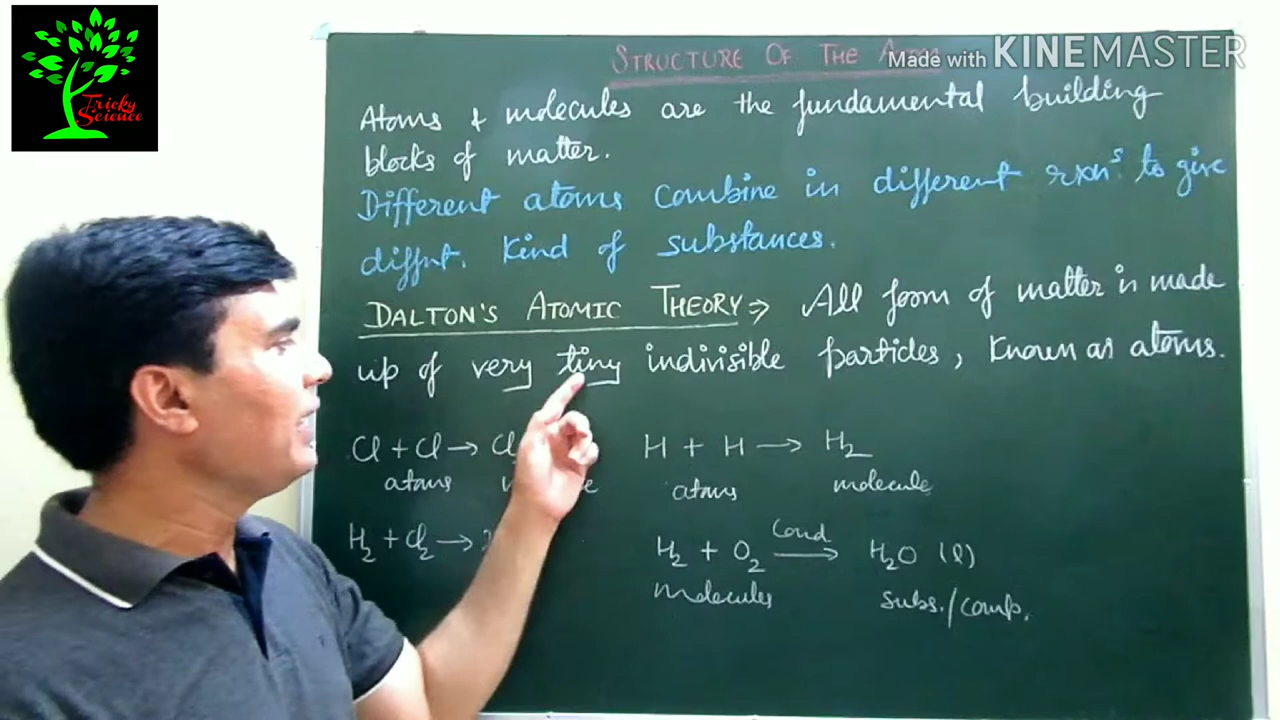 Tricky
Science
Made with KINEMASTER
STRUCTURE OF THE ATOM
Atoms & molecules are the fundamental building
blocks of matter.
Different atoms combine in different rxnˢ to give
diffnt. kind of substances.
DALTON'S ATOMIC THEORY => All form of matter is made
up of very tiny indivisible particles, known as atoms.
Cl + Cl → Cl H + H → H₂
atoms atoms molecule
H₂ + Cl₂ → H₂ + O₂ Cond → H₂O (l)
molecules subs./comp.